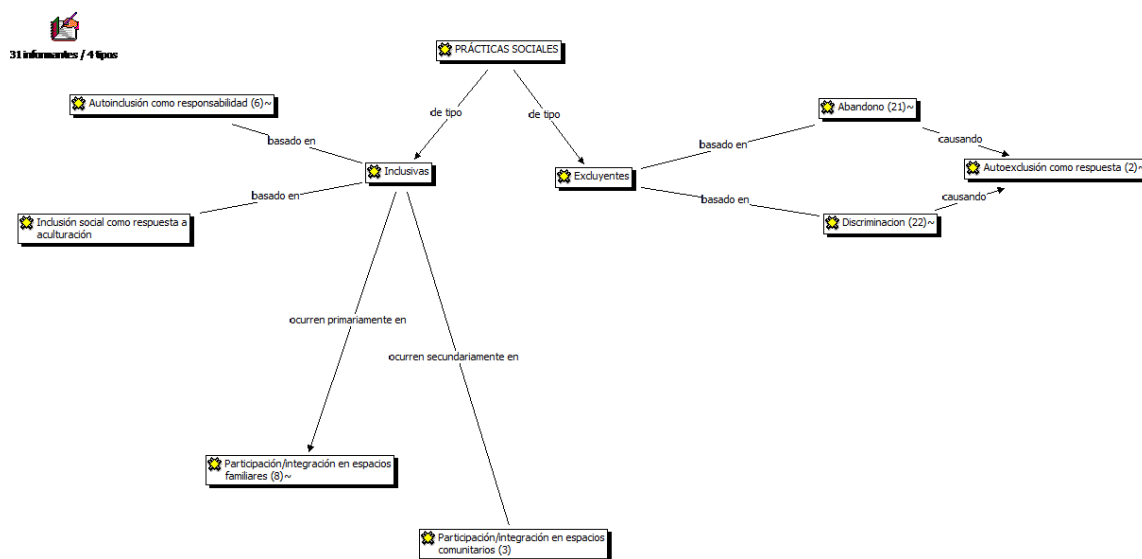 31 informantes / 4 tipos
PRÁCTICAS SOCIALES
de tipo
de tipo
Autoinclusión como responsabilidad (6)~
basado en
Inclusivas
basado en
Inclusión social como respuesta a
aculturación
Excluyentes
basado en
Abandono (21)~
causando
Autoexclusión como respuesta (2)~
causando
basado en
Discriminacion (22)~
ocurren primariamente en
ocurren secundariamente en
Participación/integración en espacios
familiares (8)~
Participación/integración en espacios
comunitarios (3)